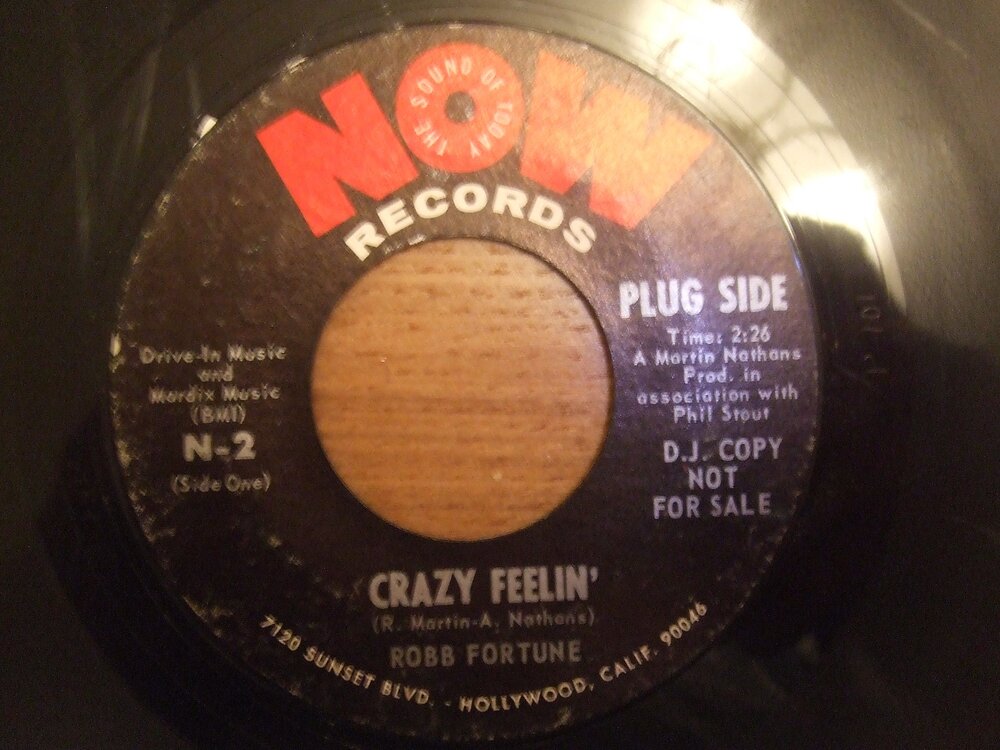 NOW
THE SOUND OF TODAY
RECORDS
PLUG SIDE
Time: 2:26
A Martin Nathans
Prod. in
association with
Phil Stout
D.J. COPY
NOT
FOR SALE
Drive-In Music
and
Mardix Music
(BMI)
N-2
(Side One)
CRAZY FEELIN'
(R. Martin-A. Nathans)
ROBB FORTUNE
7120 SUNSET BLVD. - HOLLYWOOD, CALIF. 90046